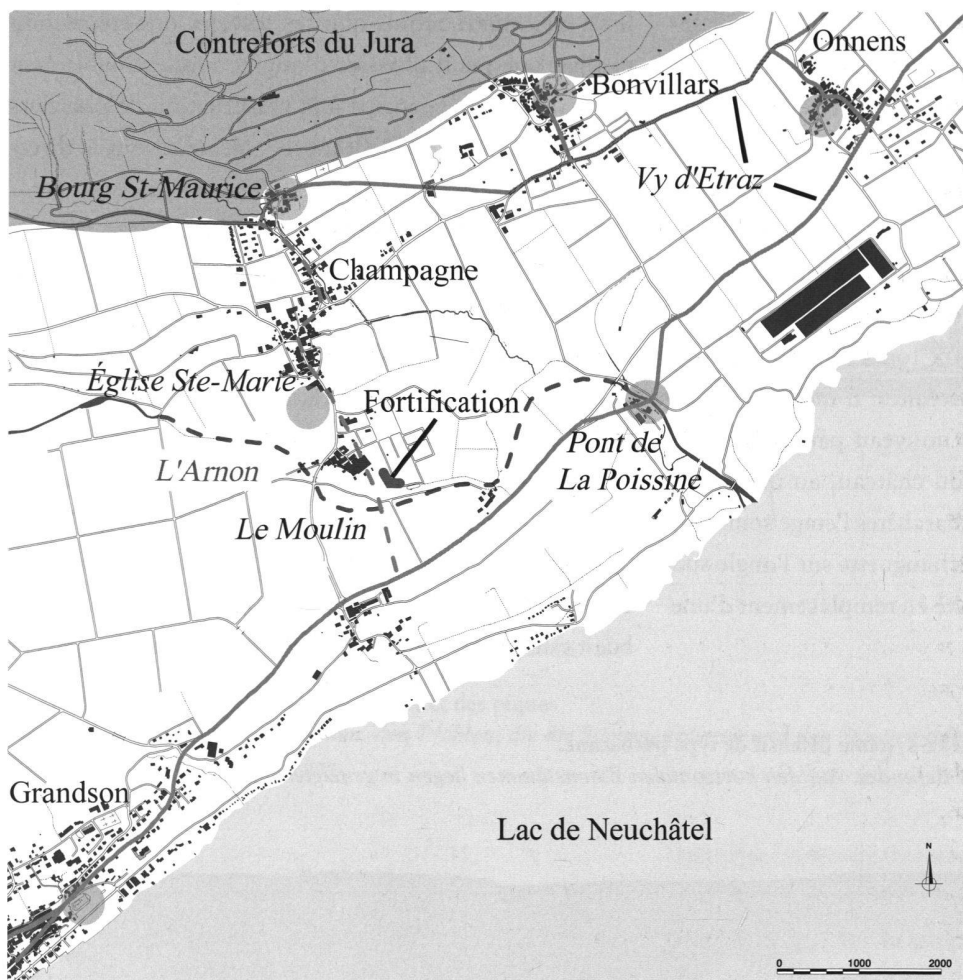 Contreforts du Jura
Onnens
Bonvillars
Bourg St-Maurice
Vy d'Etraz
Champagne
Église Ste-Marie
Fortification
L'Arnon
Pont de
La Poissine
Le Moulin
Grandson
Lac de Neuchâtel
N
0 1000 2000